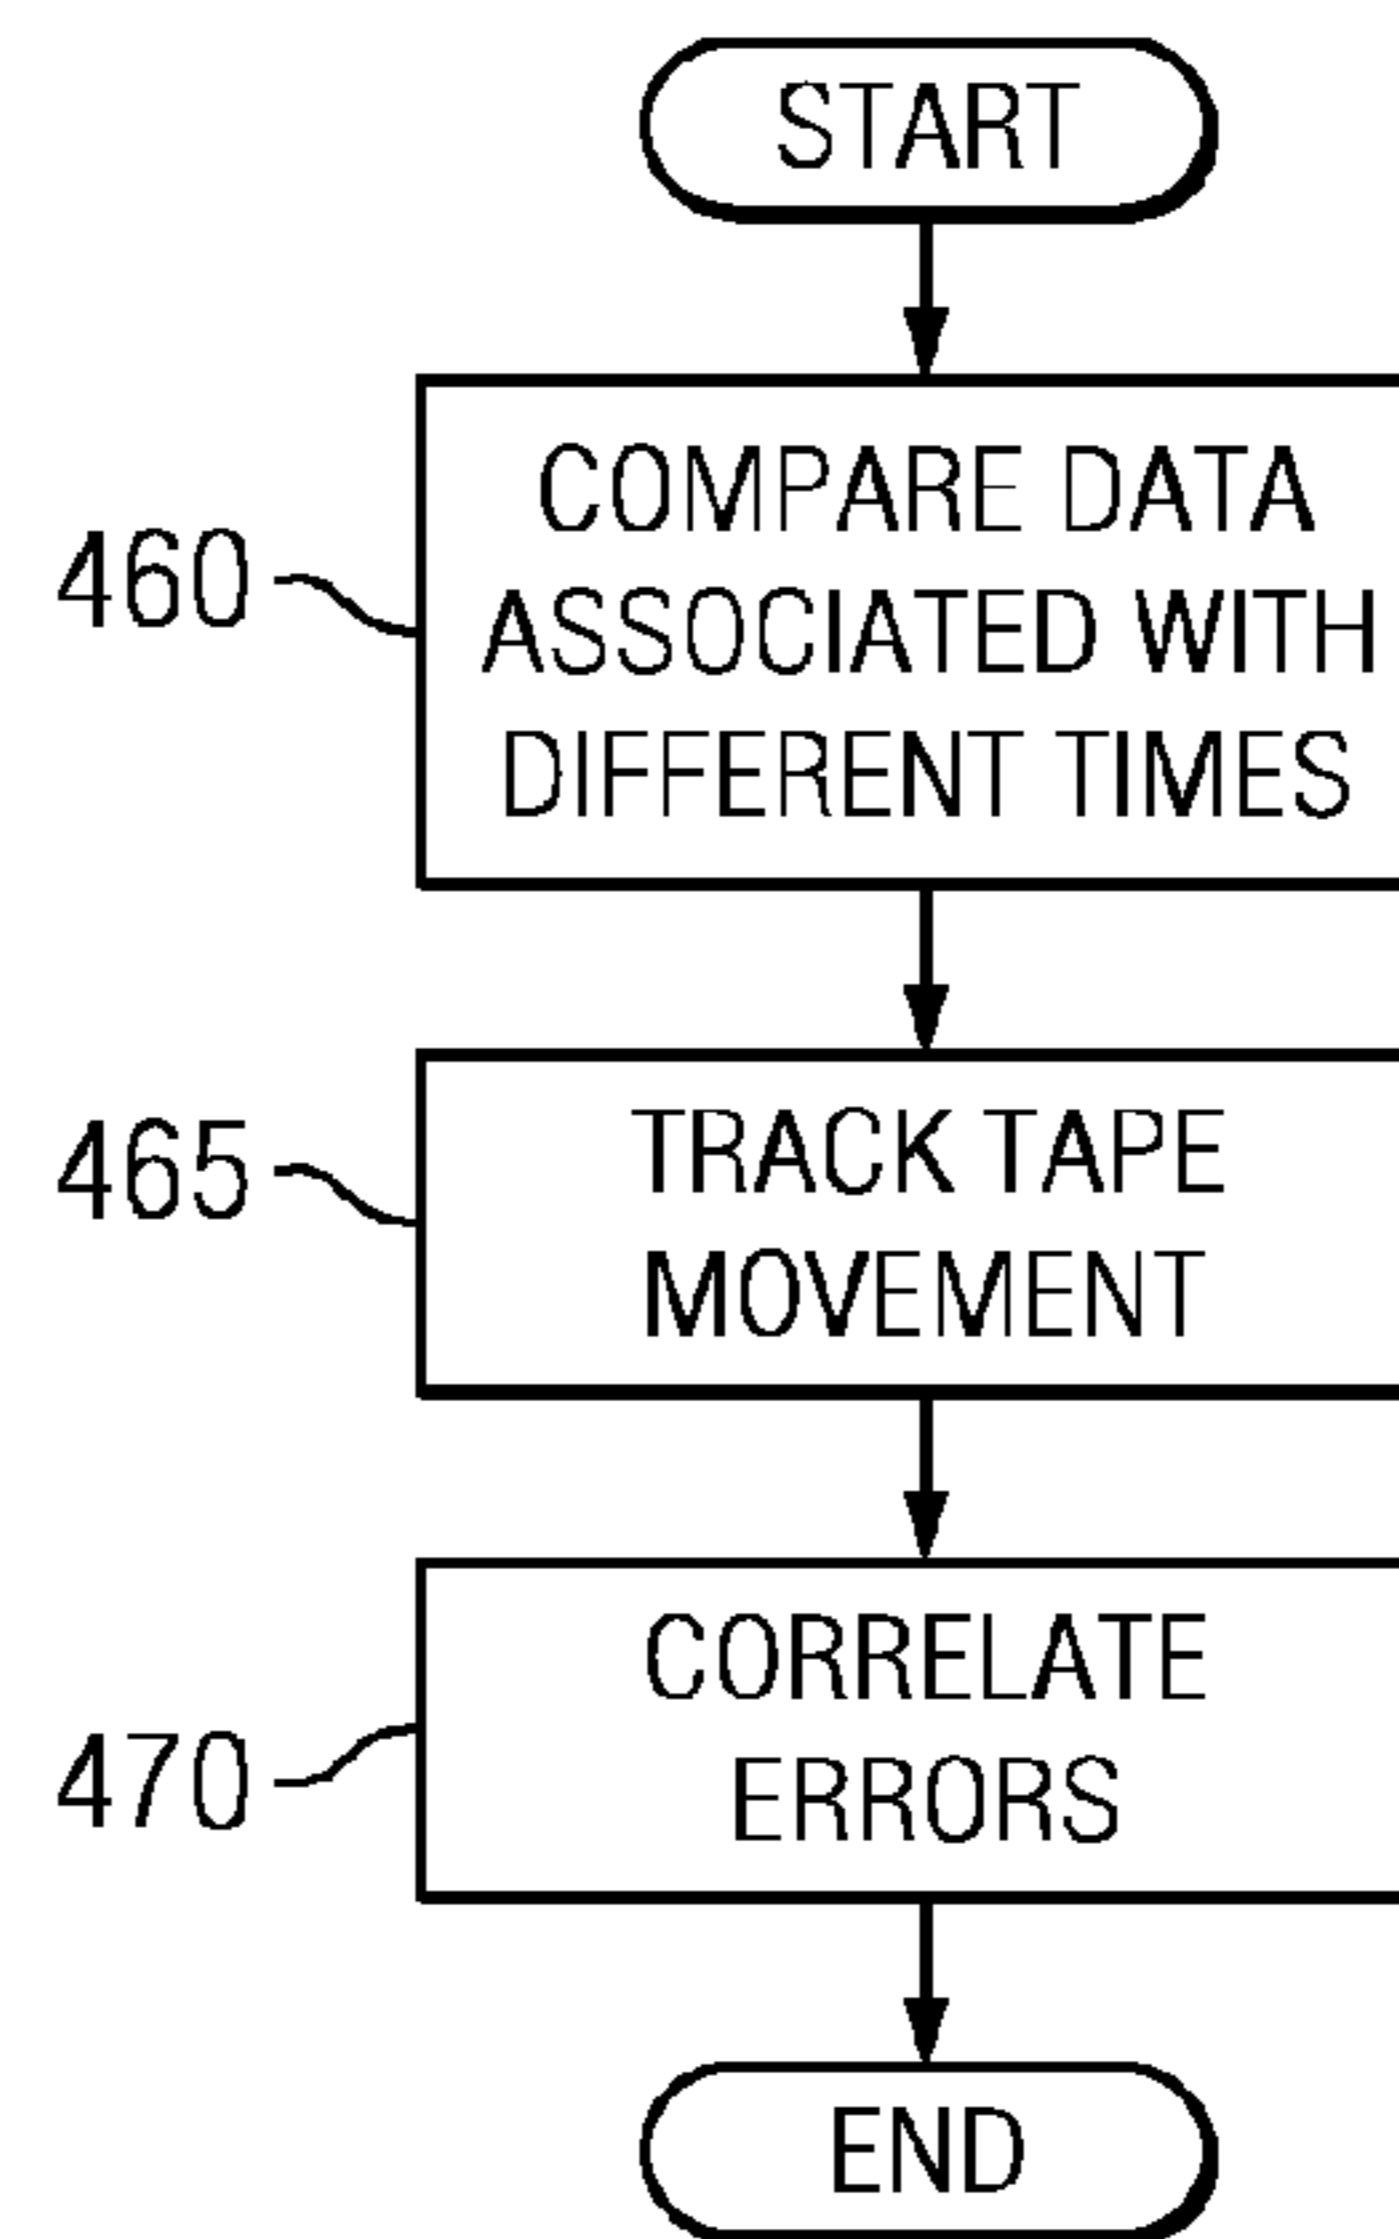 START
460
COMPARE DATA
ASSOCIATED WITH
DIFFERENT TIMES
465
TRACK TAPE
MOVEMENT
470
CORRELATE
ERRORS
END